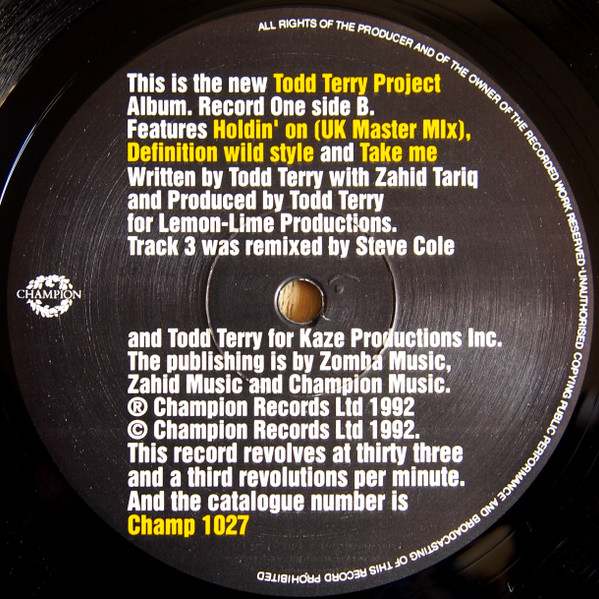 ALL RIGHTS OF THE PRODUCER AND OF THE OWNER OF THE RECORDED WORK RESERVED·UNAUTHORISED COPYING PUBLIC PERFORMANCE AND BROADCASTING OF THIS RECORD PROHIBITED
This is the new Todd Terry Project
Album. Record One side B.
Features Holdin' on (UK Master MIx),
Definition wild style and Take me
Written by Todd Terry with Zahid Tariq
and Produced by Todd Terry
for Lemon-Lime Productions.
Track 3 was remixed by Steve Cole
CHAMPION
and Todd Terry for Kaze Productions Inc.
The publishing is by Zomba Music,
Zahid Music and Champion Music.
® Champion Records Ltd 1992
© Champion Records Ltd 1992.
This record revolves at thirty three
and a third revolutions per minute.
And the catalogue number is
Champ 1027